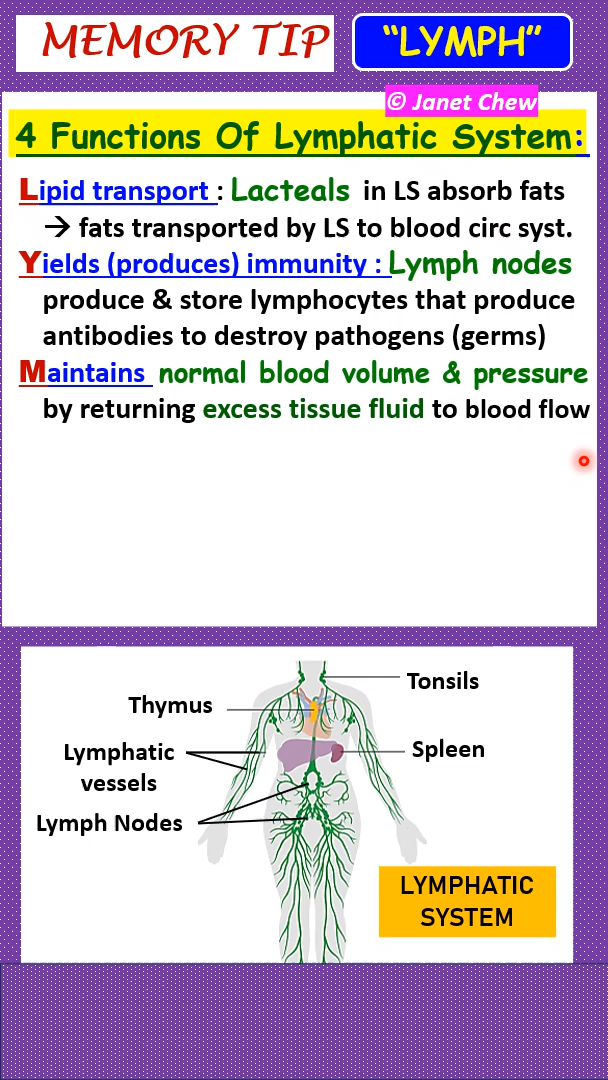 MEMORY TIP
“LYMPH”
© Janet Chew
4 Functions Of Lymphatic System:
Lipid transport : Lacteals in LS absorb fats
→ fats transported by LS to blood circ syst.
Yields (produces) immunity : Lymph nodes
produce & store lymphocytes that produce
antibodies to destroy pathogens (germs)
Maintains normal blood volume & pressure
by returning excess tissue fluid to blood flow
Tonsils
Thymus
Lymphatic
vessels
Spleen
Lymph Nodes
LYMPHATIC
SYSTEM